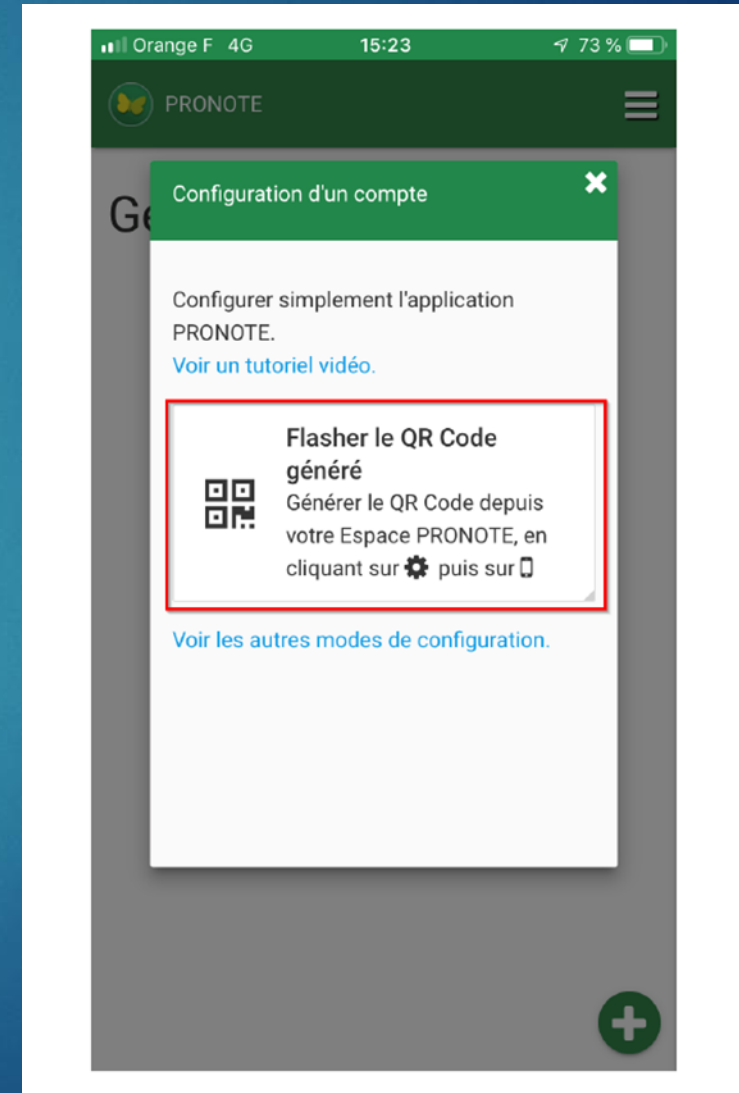 Orange F 4G 15:23 73 %
PRONOTE
Configuration d'un compte
Ge
Configurer simplement l'application
PRONOTE.
Voir un tutoriel vidéo.
Flasher le QR Code
généré
Générer le QR Code depuis
votre Espace PRONOTE, en
cliquant sur puis sur
Voir les autres modes de configuration.